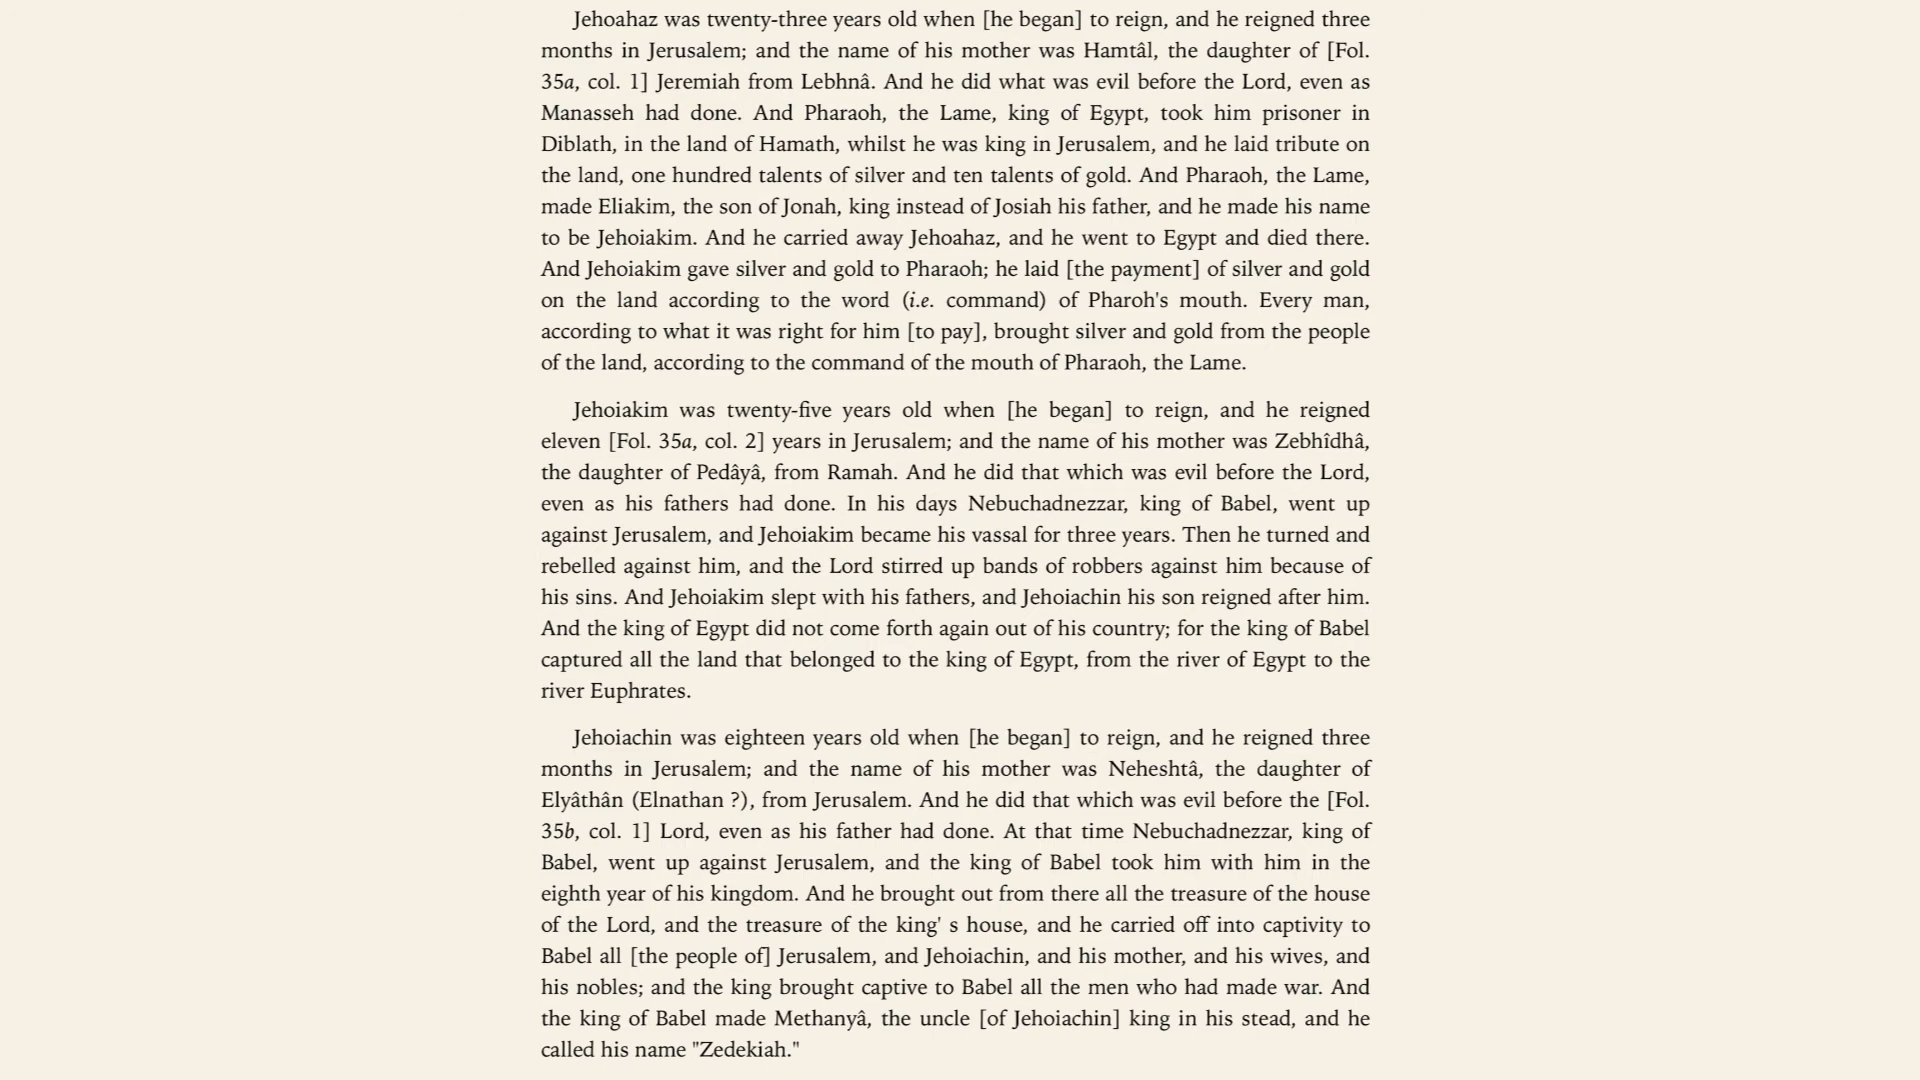 Jehoahaz was twenty-three years old when [he began] to reign, and he reigned three
months in Jerusalem; and the name of his mother was Hamtâl, the daughter of [Fol.
35a, col. 1] Jeremiah from Lebhnâ. And he did what was evil before the Lord, even as
Manasseh had done. And Pharaoh, the Lame, king of Egypt, took him prisoner in
Diblath, in the land of Hamath, whilst he was king in Jerusalem, and he laid tribute on
the land, one hundred talents of silver and ten talents of gold. And Pharaoh, the Lame,
made Eliakim, the son of Jonah, king instead of Josiah his father, and he made his name
to be Jehoiakim. And he carried away Jehoahaz, and he went to Egypt and died there.
And Jehoiakim gave silver and gold to Pharaoh; he laid [the payment] of silver and gold
on the land according to the word (i.e. command) of Pharoh's mouth. Every man,
according to what it was right for him [to pay], brought silver and gold from the people
of the land, according to the command of the mouth of Pharaoh, the Lame.
Jehoiakim was twenty-five years old when [he began] to reign, and he reigned
eleven [Fol. 35a, col. 2] years in Jerusalem; and the name of his mother was Zebhîdhâ,
the daughter of Pedâyâ, from Ramah. And he did that which was evil before the Lord,
even as his fathers had done. In his days Nebuchadnezzar, king of Babel, went up
against Jerusalem, and Jehoiakim became his vassal for three years. Then he turned and
rebelled against him, and the Lord stirred up bands of robbers against him because of
his sins. And Jehoiakim slept with his fathers, and Jehoiachin his son reigned after him.
And the king of Egypt did not come forth again out of his country; for the king of Babel
captured all the land that belonged to the king of Egypt, from the river of Egypt to the
river Euphrates.
Jehoiachin was eighteen years old when [he began] to reign, and he reigned three
months in Jerusalem; and the name of his mother was Neheshtâ, the daughter of
Elyâthân (Elnathan ?), from Jerusalem. And he did that which was evil before the [Fol.
35b, col. 1] Lord, even as his father had done. At that time Nebuchadnezzar, king of
Babel, went up against Jerusalem, and the king of Babel took him with him in the
eighth year of his kingdom. And he brought out from there all the treasure of the house
of the Lord, and the treasure of the king' s house, and he carried off into captivity to
Babel all [the people of] Jerusalem, and Jehoiachin, and his mother, and his wives, and
his nobles; and the king brought captive to Babel all the men who had made war. And
the king of Babel made Methanyâ, the uncle [of Jehoiachin] king in his stead, and he
called his name "Zedekiah."